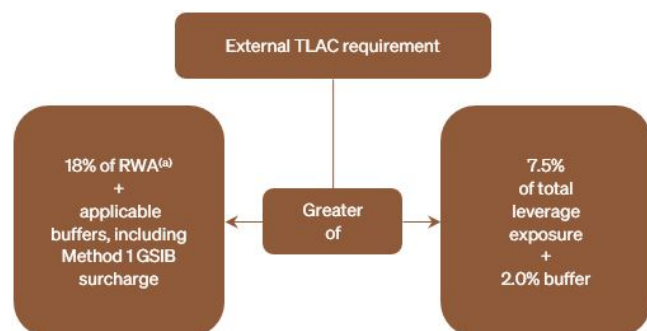 External TLAC requirement
18% of RWA(a)
+
applicable
buffers, including
Method 1 GSIB
surcharge
Greater
of
7.5%
of total
leverage
exposure
+
2.0% buffer